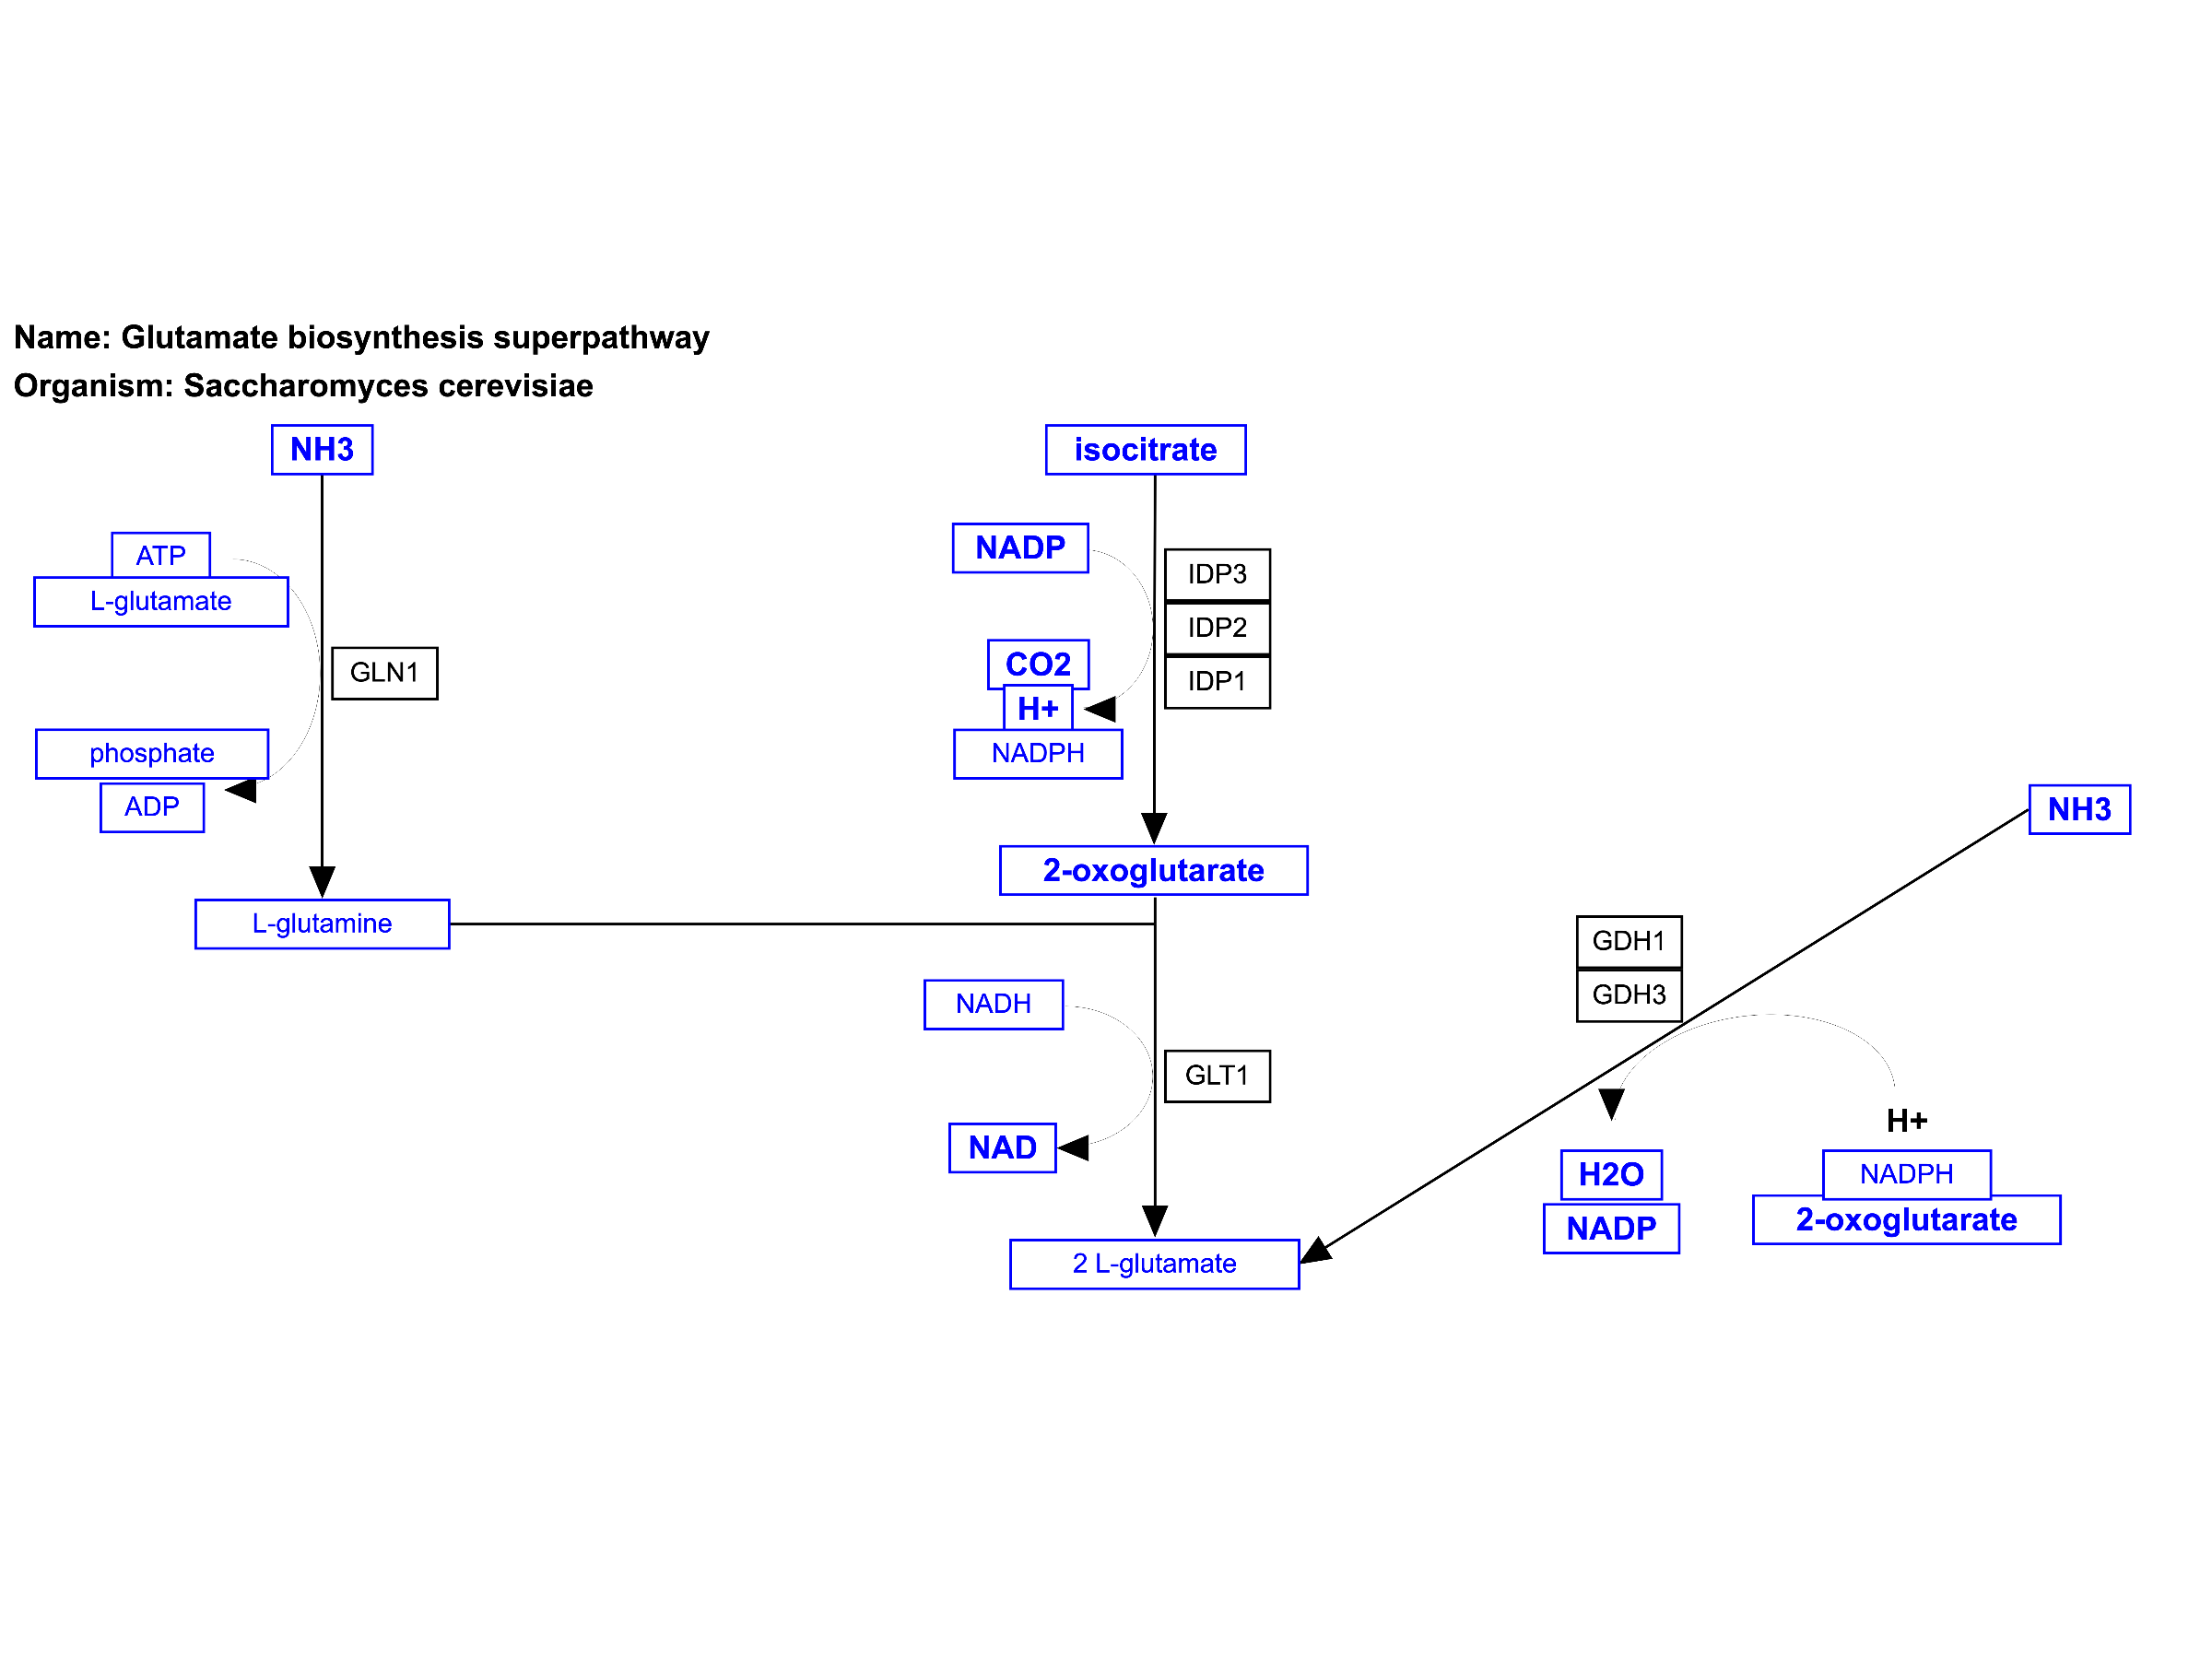 Name: Glutamate biosynthesis superpathway
Organism: Saccharomyces cerevisiae
NH3
isocitrate
ATP
L-glutamate
GLN1
phosphate
ADP
L-glutamine
NADP
IDP3
IDP2
IDP1
CO2
H+
NADPH
2-oxoglutarate
NADH
GLT1
NAD
2 L-glutamate
NH3
GDH1
GDH3
H+
H2O
NADPH
NADP
2-oxoglutarate